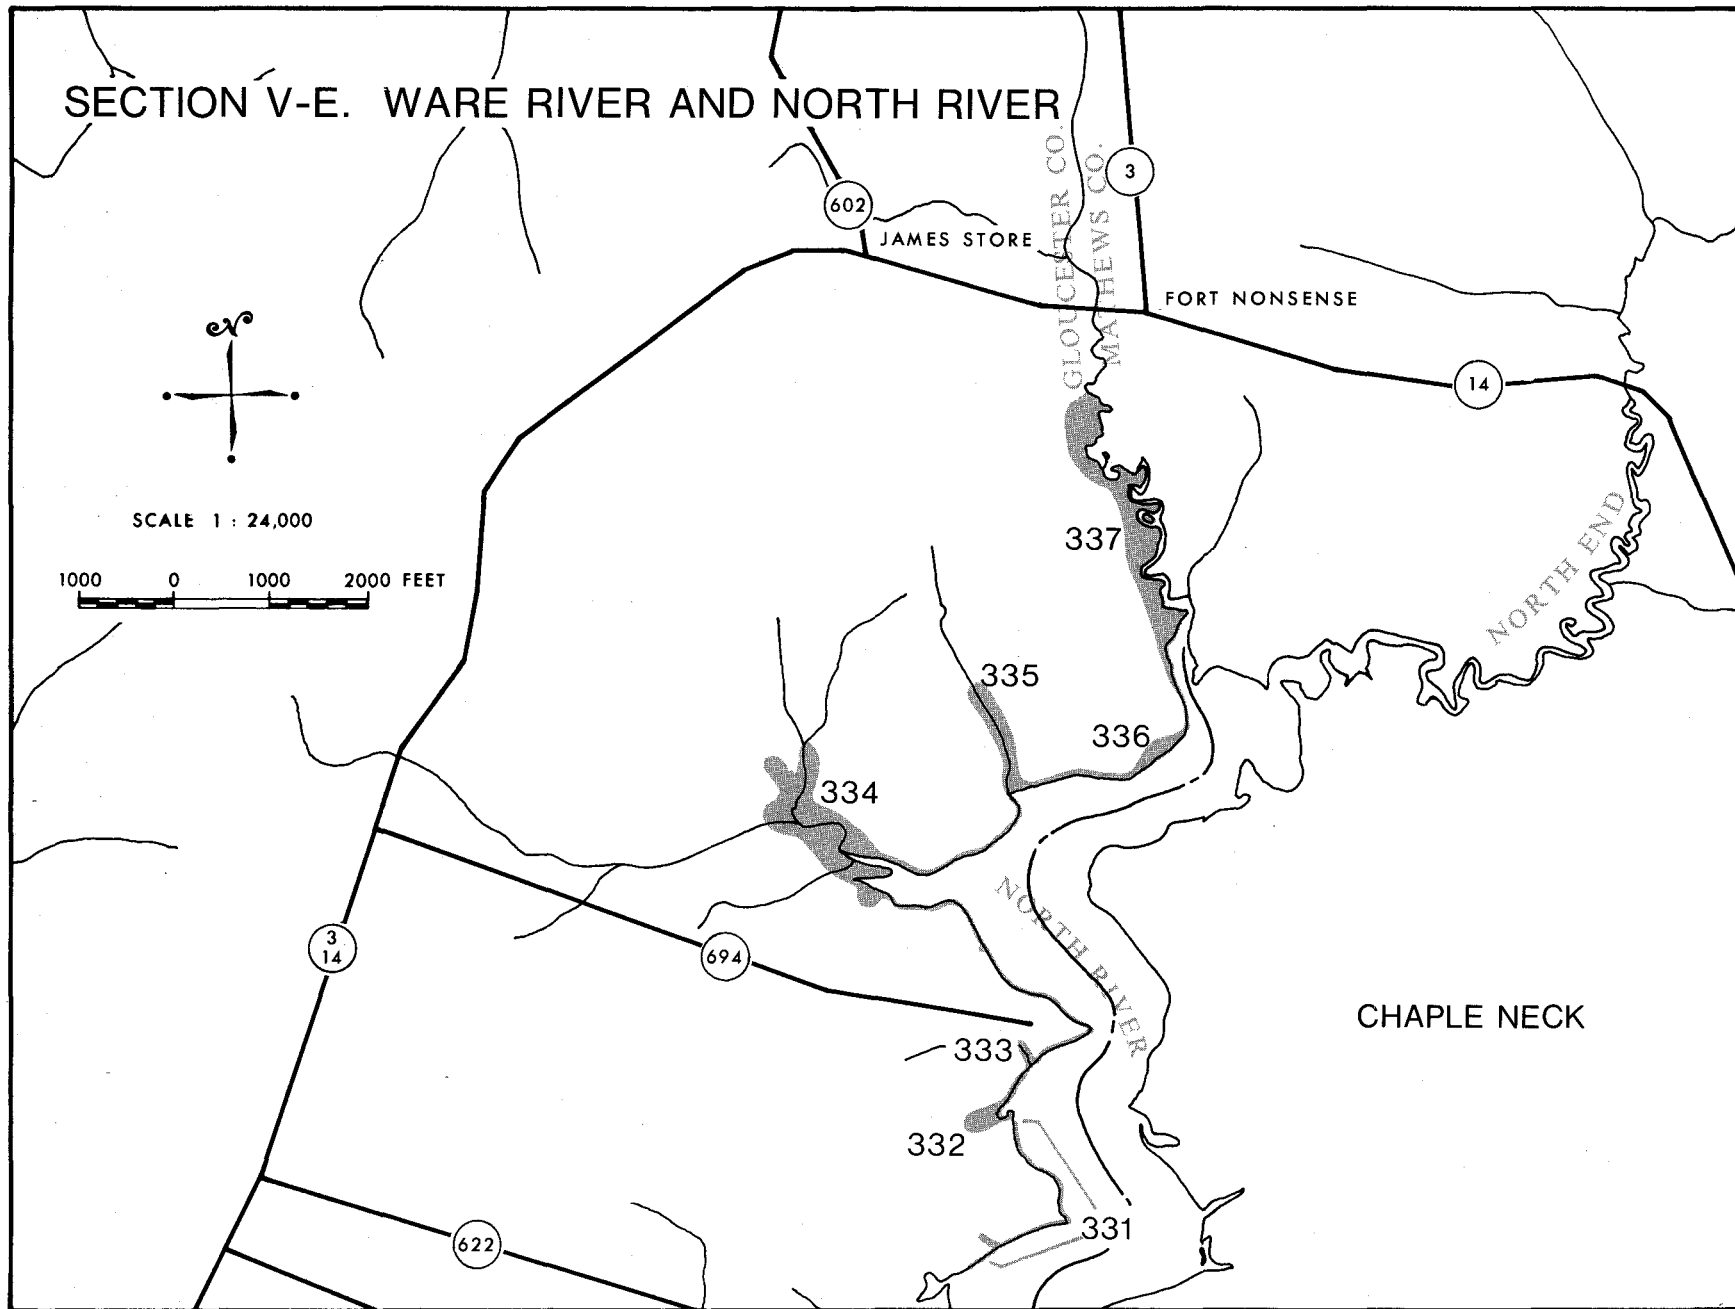 SECTION V-E. WARE RIVER AND NORTH RIVER
GLOUCESTER CO.
MATHEWS CO.
3
602
JAMES STORE
FORT NONSENSE
N
14
SCALE 1 : 24,000
1000 0 1000 2000 FEET
337
NORTH END
335
336
334
NORTH RIVER
3
14
694
CHAPLE NECK
333
332
331
622